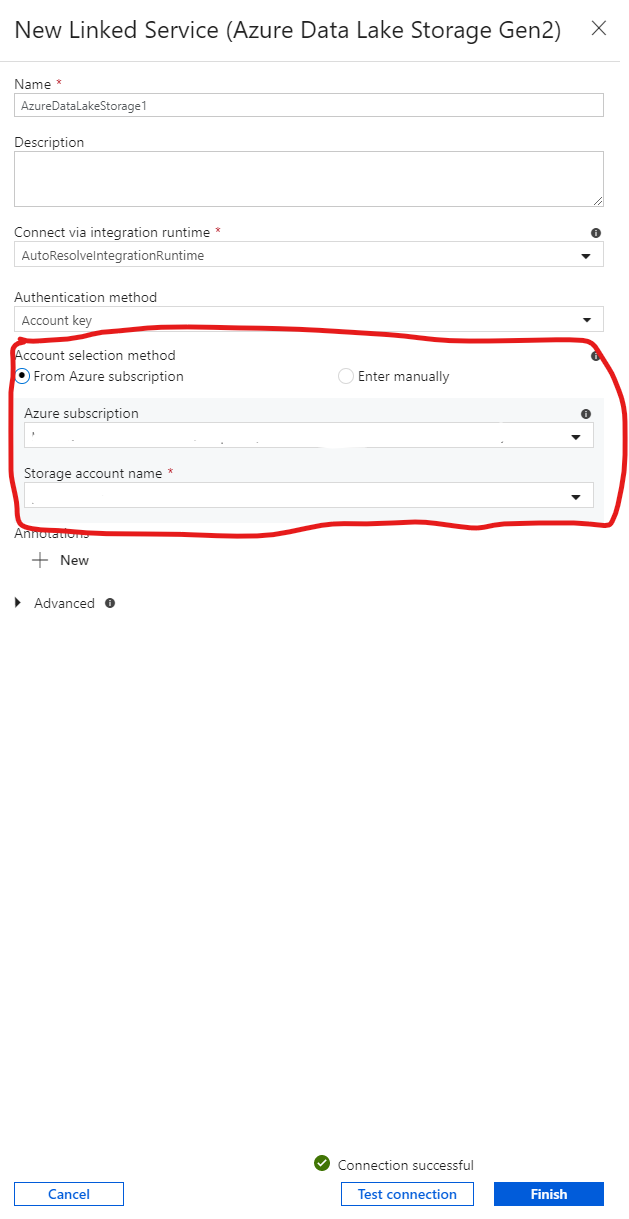 New Linked Service (Azure Data Lake Storage Gen2)
Name *
AzureDataLakeStorage1
Description
Connect via integration runtime *
AutoResolveIntegrationRuntime
Authentication method
Account key
Account selection method
From Azure subscription Enter manually
Azure subscription
Storage account name *
Annotations
New
Advanced
Connection successful
Cancel Test connection Finish